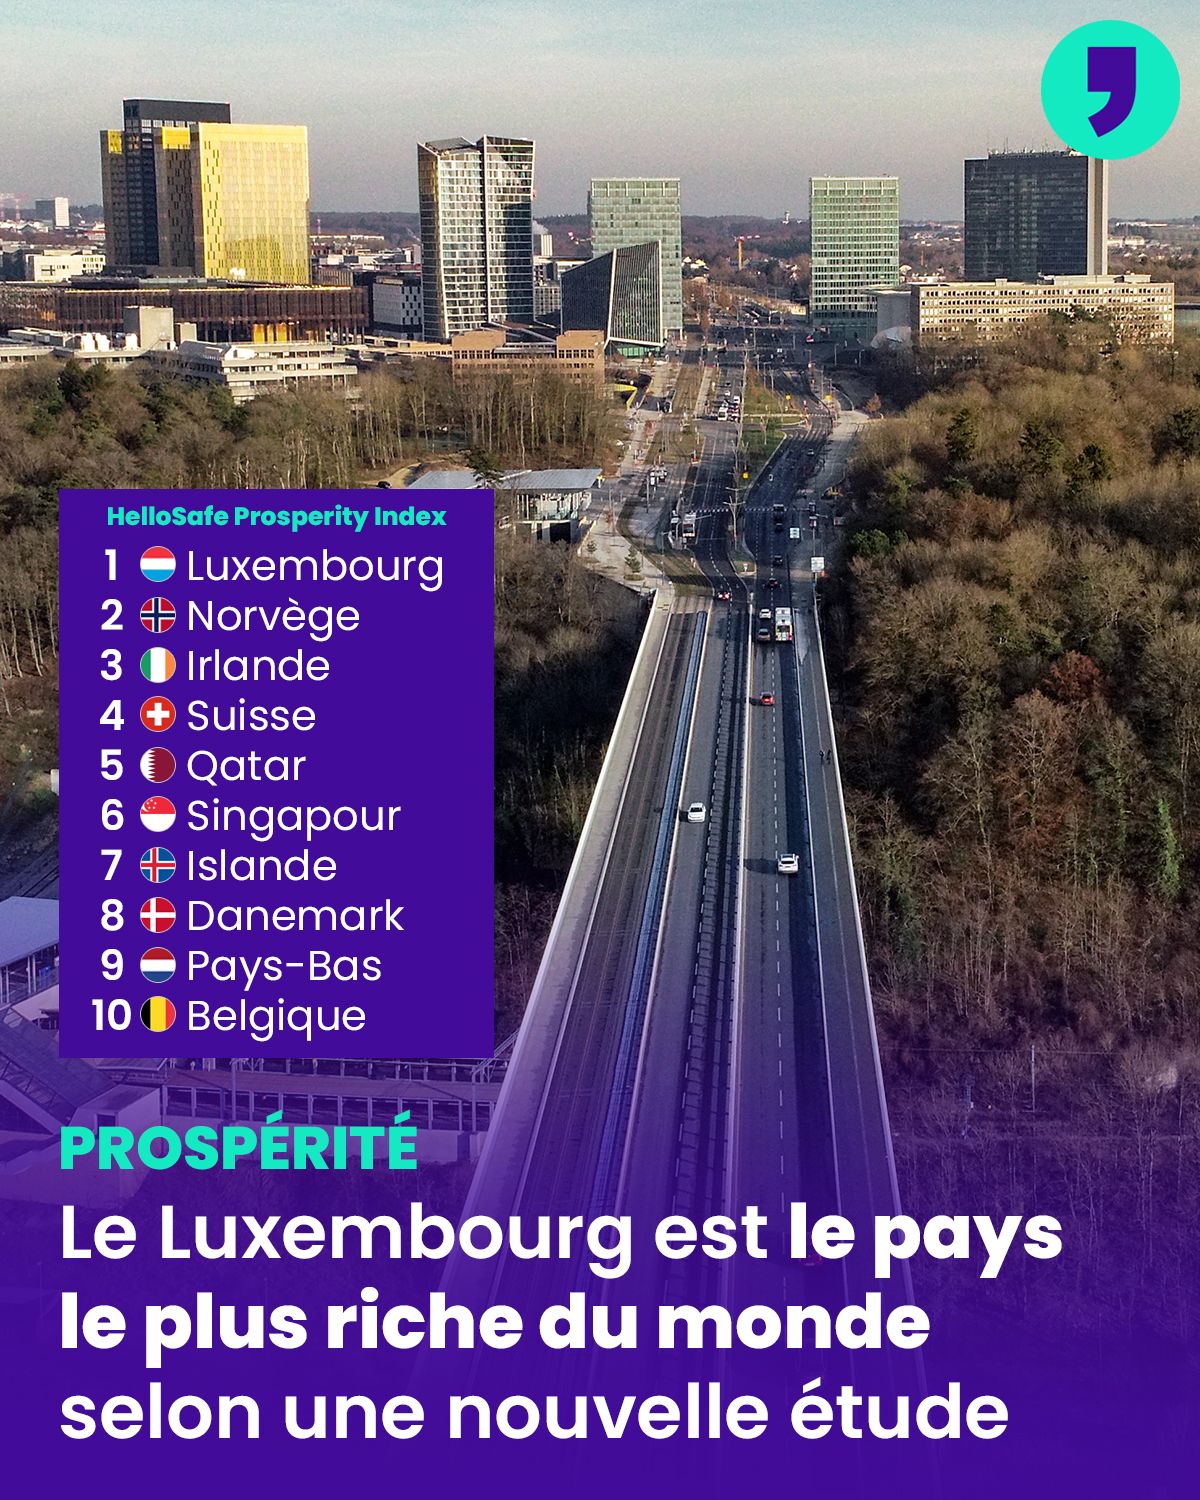 HelloSafe Prosperity Index
1 Luxembourg
2 Norvège
3 Irlande
4 Suisse
5 Qatar
6 Singapour
7 Islande
8 Danemark
9 Pays-Bas
10 Belgique
PROSPÉRITÉ
Le Luxembourg est le pays
le plus riche du monde
selon une nouvelle étude